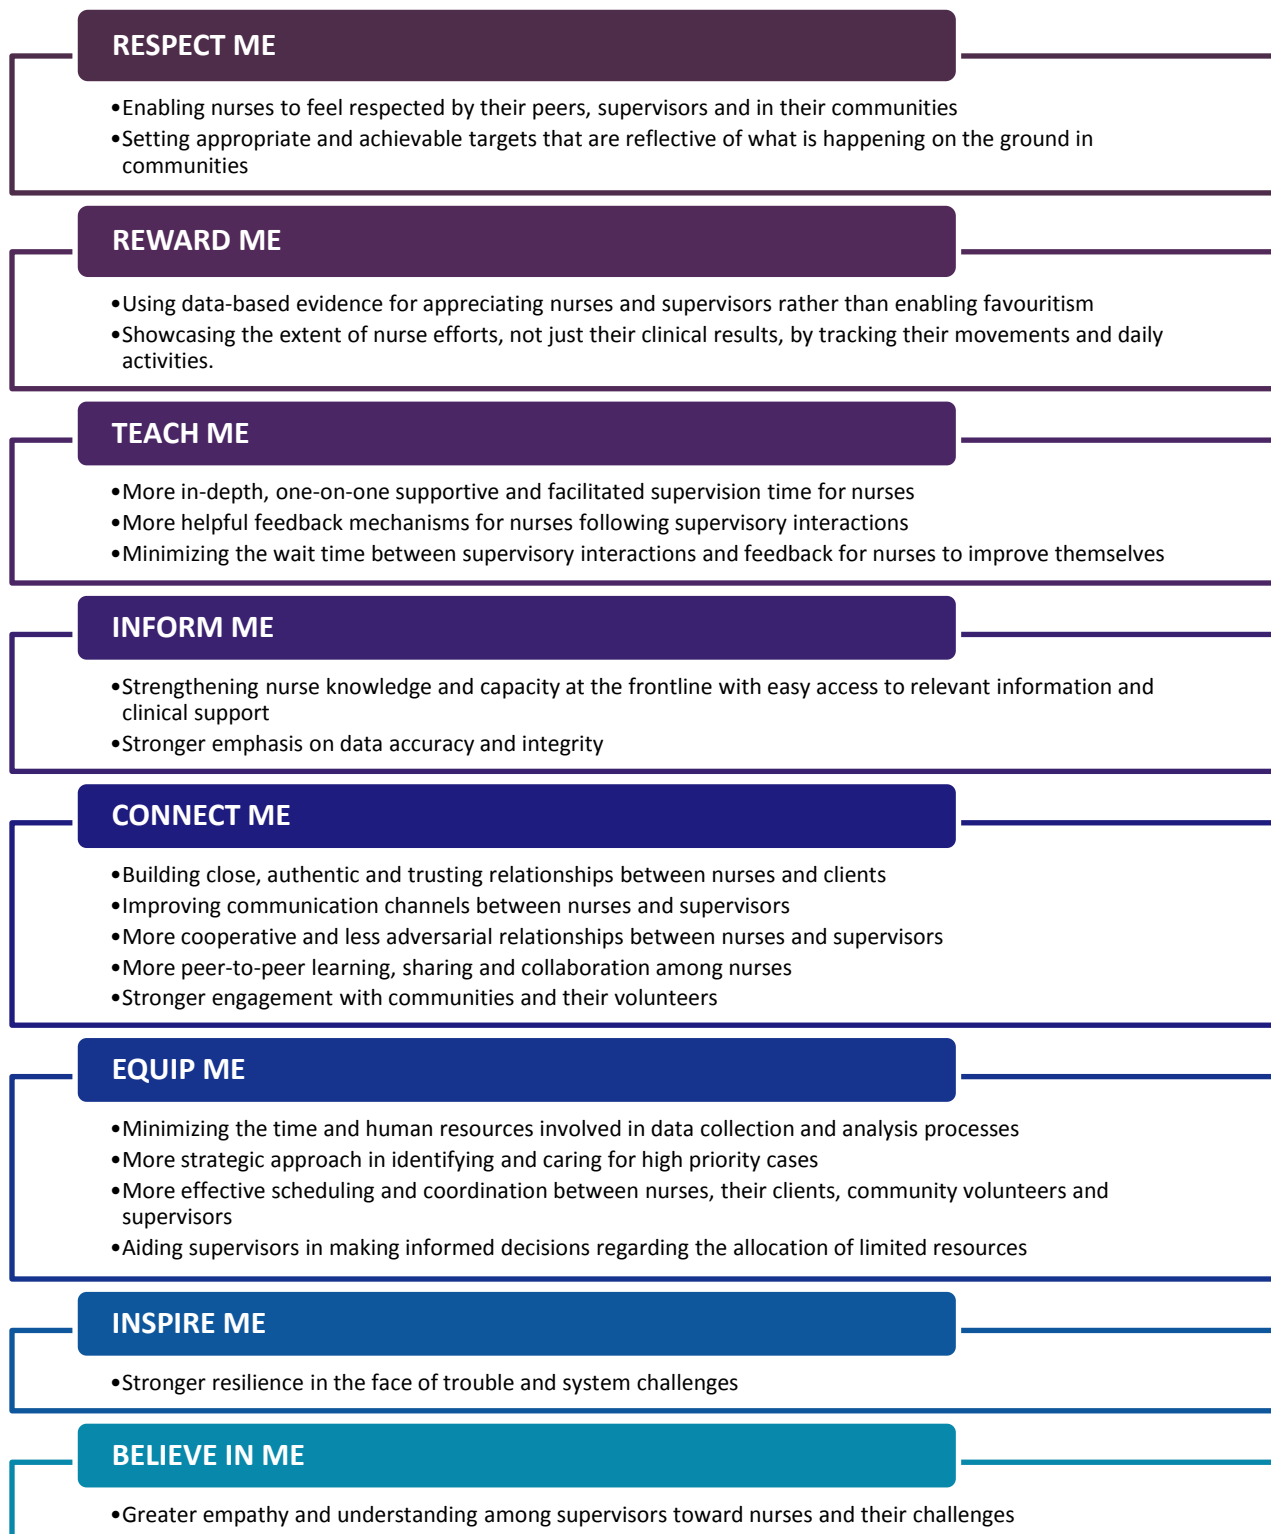 RESPECT ME
•Enabling nurses to feel respected by their peers, supervisors and in their communities
•Setting appropriate and achievable targets that are reflective of what is happening on the ground in
communities
REWARD ME
•Using data-based evidence for appreciating nurses and supervisors rather than enabling favouritism
•Showcasing the extent of nurse efforts, not just their clinical results, by tracking their movements and daily
activities.
TEACH ME
•More in-depth, one-on-one supportive and facilitated supervision time for nurses
•More helpful feedback mechanisms for nurses following supervisory interactions
•Minimizing the wait time between supervisory interactions and feedback for nurses to improve themselves
INFORM ME
•Strengthening nurse knowledge and capacity at the frontline with easy access to relevant information and
clinical support
•Stronger emphasis on data accuracy and integrity
CONNECT ME
•Building close, authentic and trusting relationships between nurses and clients
•Improving communication channels between nurses and supervisors
•More cooperative and less adversarial relationships between nurses and supervisors
•More peer-to-peer learning, sharing and collaboration among nurses
•Stronger engagement with communities and their volunteers
EQUIP ME
•Minimizing the time and human resources involved in data collection and analysis processes
•More strategic approach in identifying and caring for high priority cases
•More effective scheduling and coordination between nurses, their clients, community volunteers and
supervisors
•Aiding supervisors in making informed decisions regarding the allocation of limited resources
INSPIRE ME
•Stronger resilience in the face of trouble and system challenges
BELIEVE IN ME
•Greater empathy and understanding among supervisors toward nurses and their challenges